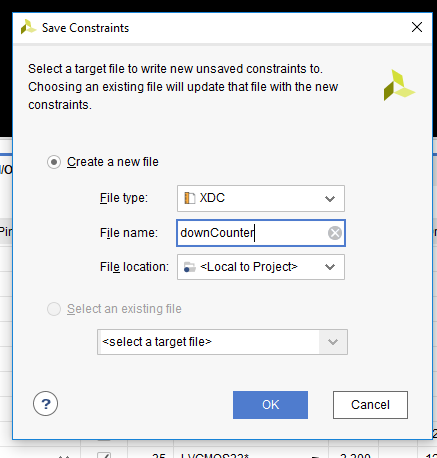 Save Constraints
Select a target file to write new unsaved constraints to.
Choosing an existing file will update that file with the new
constraints.
I/O
Create a new file
File type: XDC
Pin
File name: downCounter
File location: <Local to Project>
Select an existing file
<select a target file>
?
OK Cancel